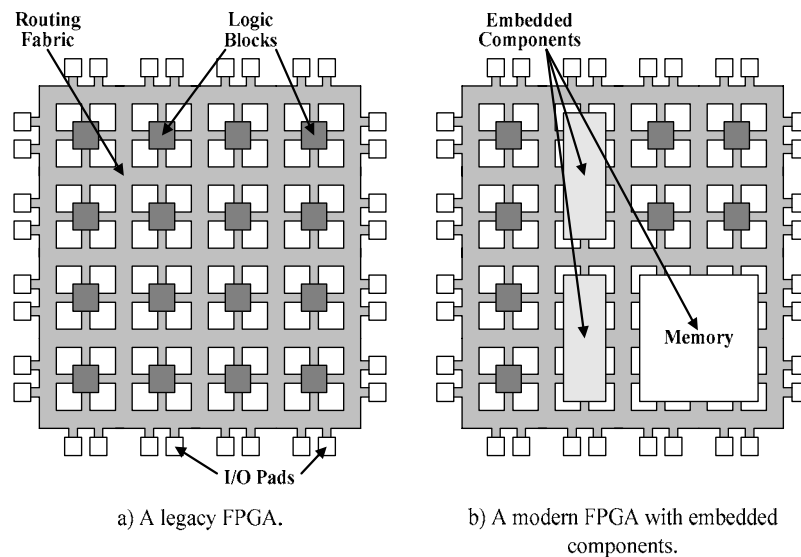 Routing
Fabric
Logic
Blocks
Embedded
Components
Memory
I/O Pads
a) A legacy FPGA.
b) A modern FPGA with embedded
components.